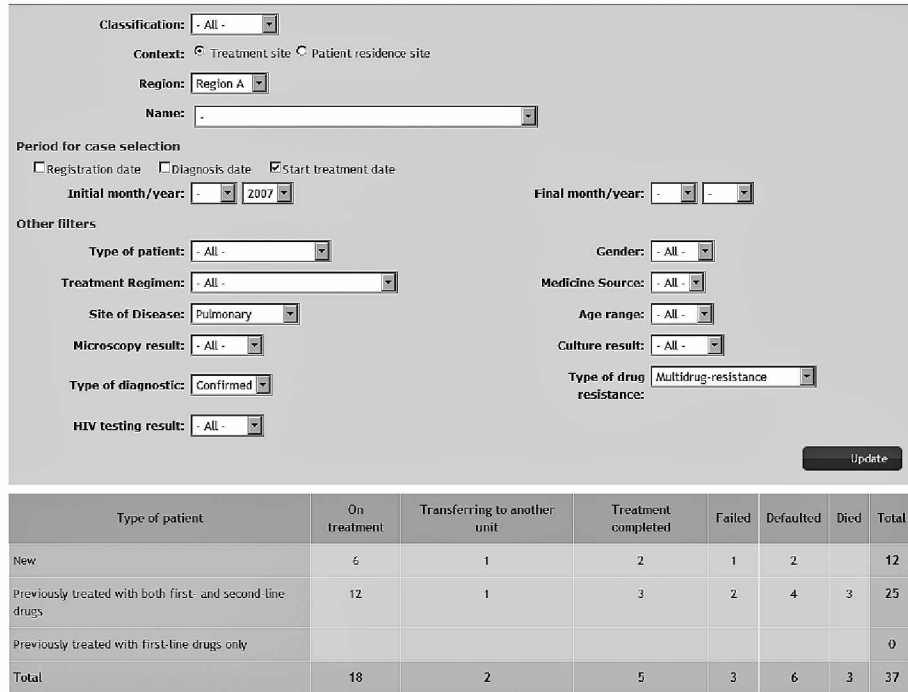 Classification: - All -
Context: Treatment site Patient residence site
Region: Region A
Name: -
Period for case selection
Registration date Diagnosis date Start treatment date
Initial month/year: - 2007 Final month/year: - -
Other filters
Type of patient: - All - Gender: - All -
Treatment Regimen: - All - Medicine Source: - All -
Site of Disease: Pulmonary Age range: - All -
Microscopy result: - All - Culture result: - All -
Type of diagnostic: Confirmed Type of drug resistance: Multidrug-resistance
HIV testing result: - All -
Update
Type of patient On treatment Transferring to another unit Treatment completed Failed Defaulted Died Total
New 6 1 2 1 2 12
Previously treated with both first- and second-line drugs 12 1 3 2 4 3 25
Previously treated with first-line drugs only 0
Total 18 2 5 3 6 3 37